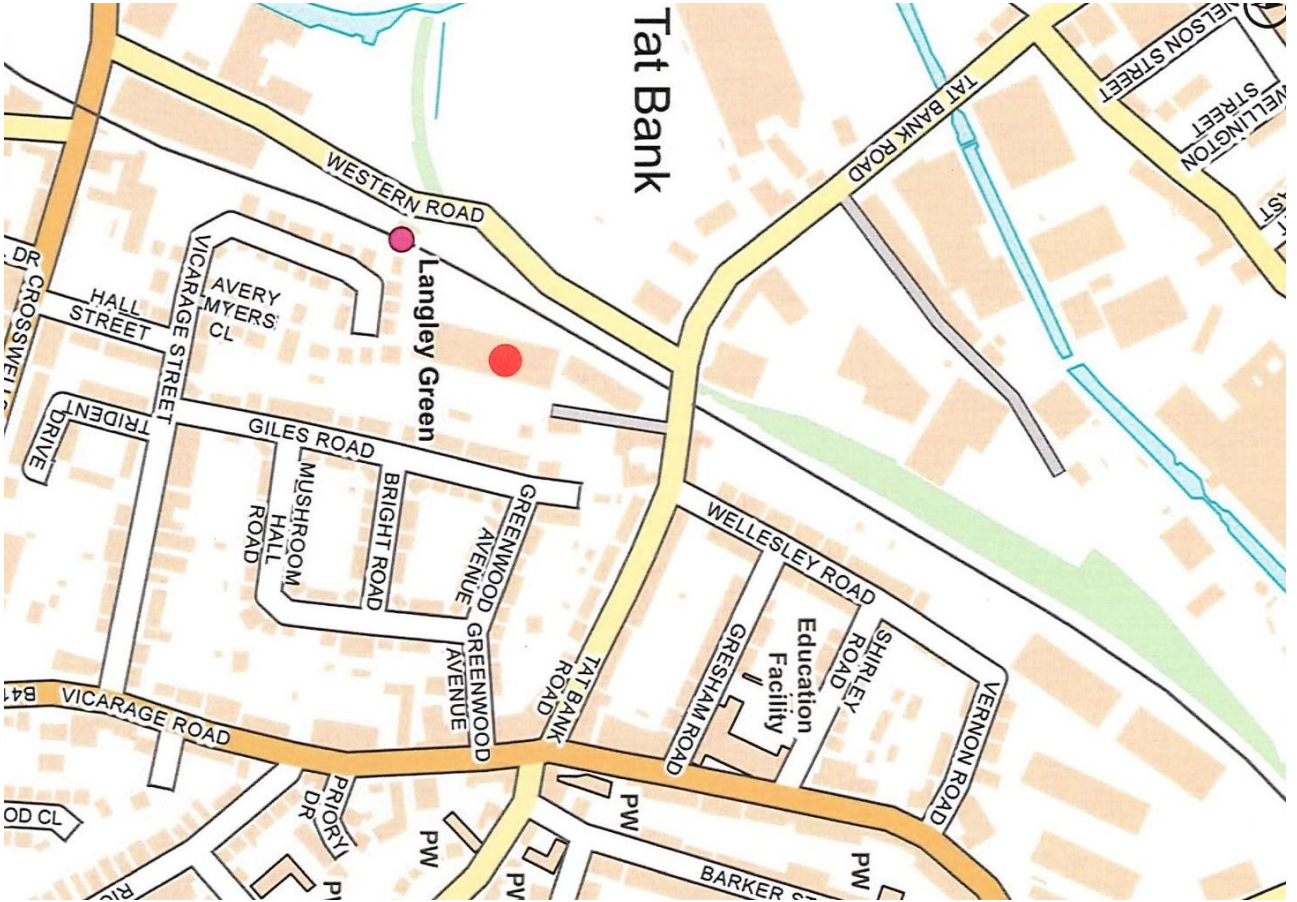 Tat Bank
NELSON STREET
WELLINGTON
STREET
TAT BANK ROAD
WESTERN ROAD
Langley Green
VICARAGE STREET
AVERY
MYERS
CL
HALL
STREET
DR
TRIDENT
DRIVE
GILES ROAD
MUSHROOM
HALL
ROAD
BRIGHT ROAD
GREENWOOD
AVENUE
GREENWOOD
AVENUE
TAT BANK
ROAD
WELLESLEY ROAD
GRESHAM ROAD
Education
Facility
SHIRLEY
ROAD
VERNON ROAD
VICARAGE ROAD
PRIORY
DR
PW
PW
PW
PW
OD CL